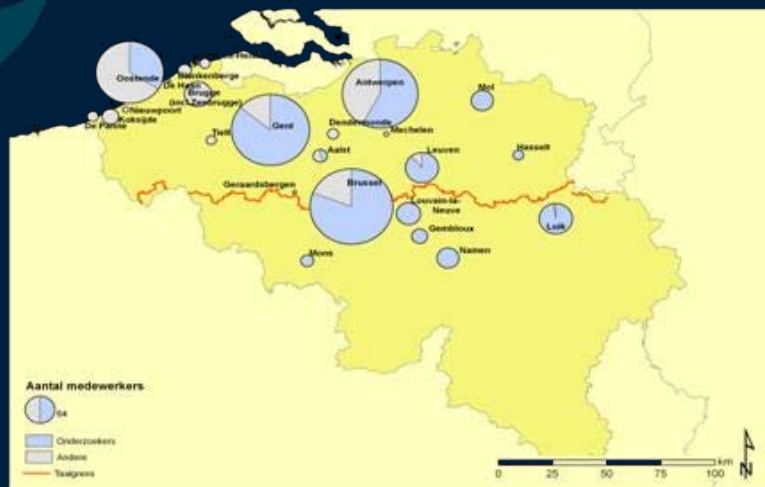 Oostende
Blankenberge
De Haan
Brugge
(incl Zeebrugge)
Nieuwpoort
Koksijde
De Panne
Tielt
Gent
Antwerpen
Mol
Dendermonde
Mechelen
Aalst
Leuven
Hasselt
Geraardsbergen
Brussel
Louvain-la-
Neuve
Gembloux
Luik
Mons
Namen
Aantal medewerkers
64
Onderzoekers
Andere
Taalgrens
km
0 25 50 75 100
N